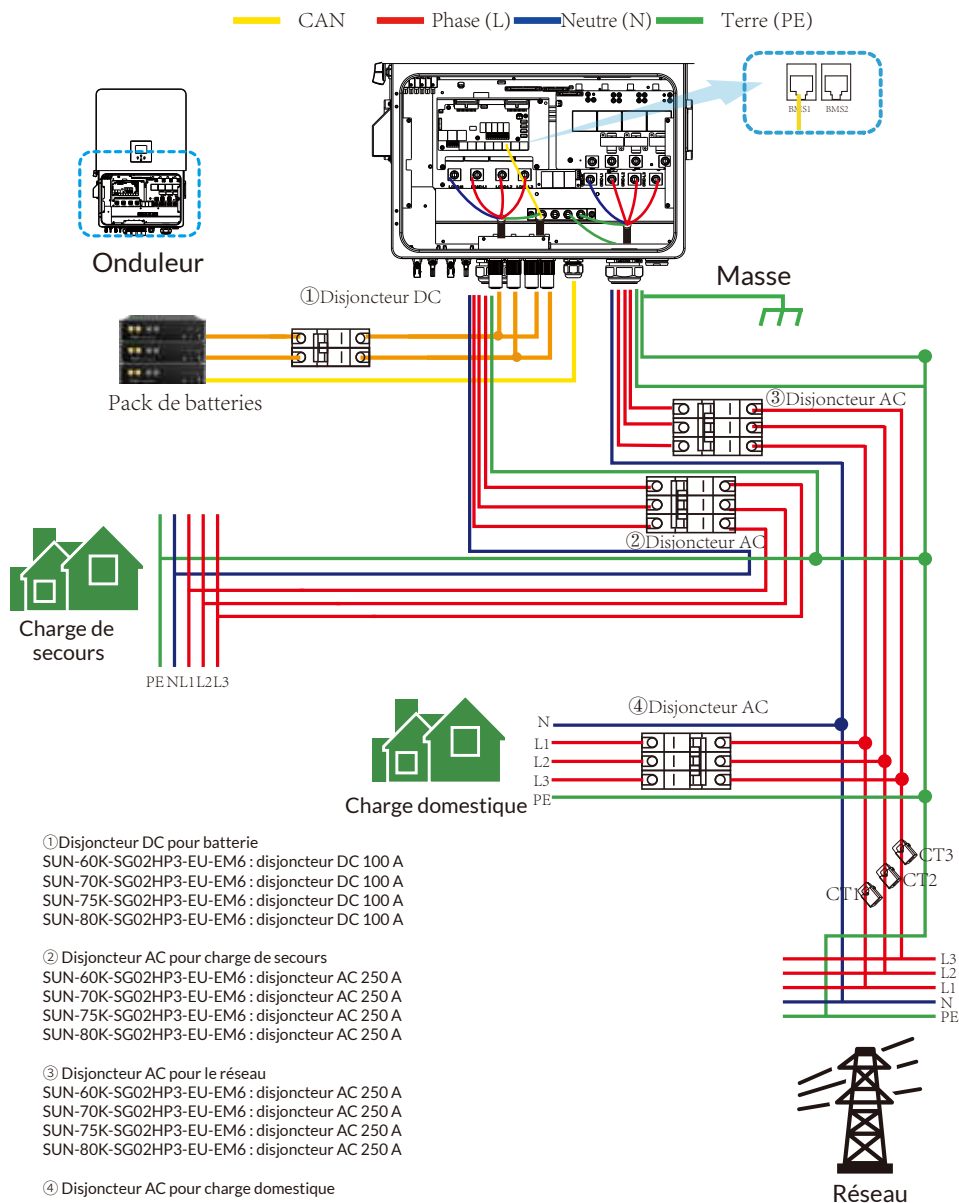 CAN Phase (L) Neutre (N) Terre (PE)
BMS1 BMS2
Onduleur
Masse
①Disjoncteur DC
Pack de batteries
③Disjoncteur AC
②Disjoncteur AC
Charge de
secours
PE N L1 L2 L3
④Disjoncteur AC
N
L1
L2
L3
PE
Charge domestique
CT3
CT2
CT1
L3
L2
L1
N
PE
Réseau
①Disjoncteur DC pour batterie
SUN-60K-SG02HP3-EU-EM6 : disjoncteur DC 100 A
SUN-70K-SG02HP3-EU-EM6 : disjoncteur DC 100 A
SUN-75K-SG02HP3-EU-EM6 : disjoncteur DC 100 A
SUN-80K-SG02HP3-EU-EM6 : disjoncteur DC 100 A
② Disjoncteur AC pour charge de secours
SUN-60K-SG02HP3-EU-EM6 : disjoncteur AC 250 A
SUN-70K-SG02HP3-EU-EM6 : disjoncteur AC 250 A
SUN-75K-SG02HP3-EU-EM6 : disjoncteur AC 250 A
SUN-80K-SG02HP3-EU-EM6 : disjoncteur AC 250 A
③ Disjoncteur AC pour le réseau
SUN-60K-SG02HP3-EU-EM6 : disjoncteur AC 250 A
SUN-70K-SG02HP3-EU-EM6 : disjoncteur AC 250 A
SUN-75K-SG02HP3-EU-EM6 : disjoncteur AC 250 A
SUN-80K-SG02HP3-EU-EM6 : disjoncteur AC 250 A
④ Disjoncteur AC pour charge domestique